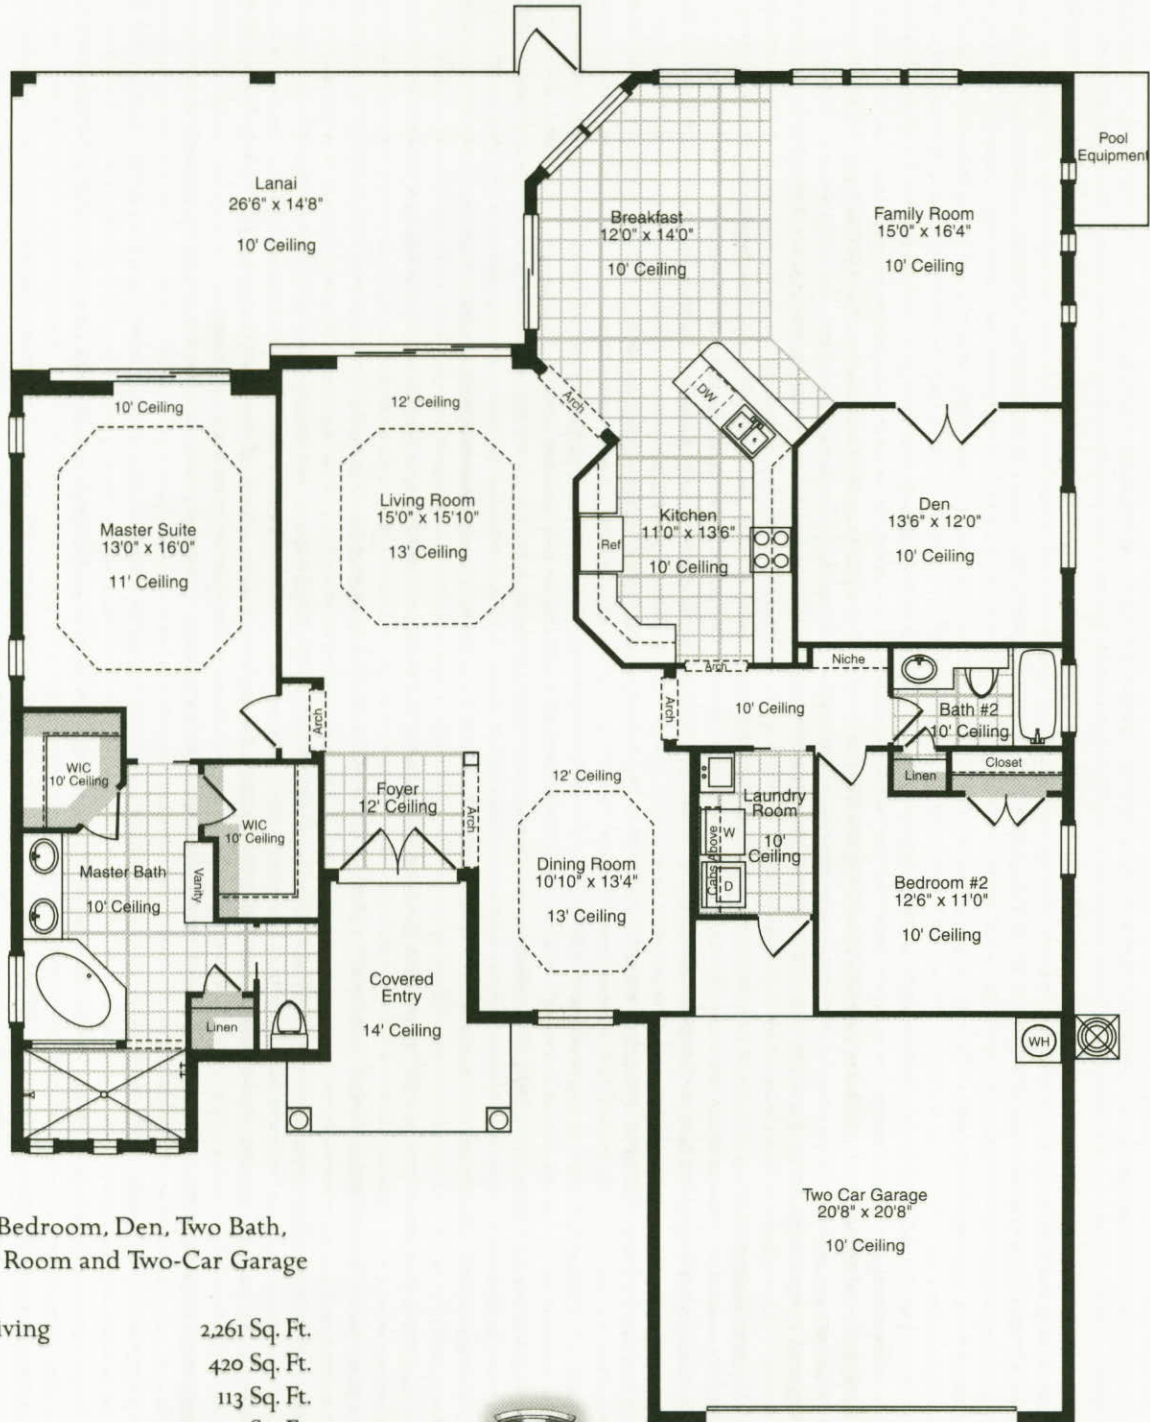 Pool
Equipment
Lanai
26'6" x 14'8"
10' Ceiling
Breakfast
12'0" x 14'0"
10' Ceiling
Family Room
15'0" x 16'4"
10' Ceiling
10' Ceiling
12' Ceiling
Arch
DW
Master Suite
13'0" x 16'0"
11' Ceiling
Living Room
15'0" x 15'10"
13' Ceiling
Ref
Kitchen
11'0" x 13'6"
10' Ceiling
Den
13'6" x 12'0"
10' Ceiling
Arch
Niche
Arch
Arch
10' Ceiling
Bath #2
10' Ceiling
WIC
10' Ceiling
Foyer
12' Ceiling
Arch
12' Ceiling
Linen
Closet
WIC
10' Ceiling
Laundry
Room
10'
Ceiling
W
D
Cabs Above
Master Bath
10' Ceiling
Vanity
Dining Room
10'10" x 13'4"
13' Ceiling
Bedroom #2
12'6" x 11'0"
10' Ceiling
Covered
Entry
14' Ceiling
Linen
WH
Two Car Garage
20'8" x 20'8"
10' Ceiling
Bedroom, Den, Two Bath,
Room and Two-Car Garage
iving 2,261 Sq. Ft.
420 Sq. Ft.
113 Sq. Ft.